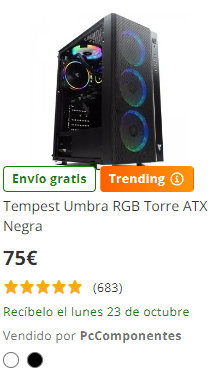 Envío gratis
Trending
Tempest Umbra RGB Torre ATX
Negra
75€
(683)
Recíbelo el lunes 23 de octubre
Vendido por PcComponentes